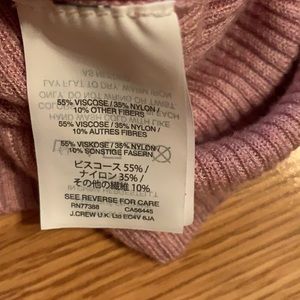 55% VISCOSE / 35% NYLON /
10% OTHER FIBERS
55% VISCOSE / 35% NYLON /
10% AUTRES FIBRES
55% VISKOSE / 35% NYLON /
10% SONSTIGE FASERN
ビスコース 55% /
ナイロン 35% /
その他の繊維 10%
SEE REVERSE FOR CARE
RN77388 CA56445
J.CREW U.K. Ltd EC4V 6JA